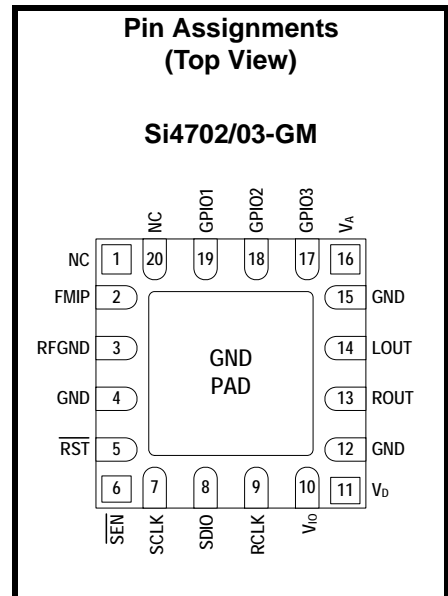 Pin Assignments
(Top View)
Si4702/03-GM
NC
GPIO1
GPIO2
GPIO3
VA
NC 1 20 19 18 17 16
FMIP 2 15 GND
RFGND 3 14 LOUT
GND PAD
GND 4 13 ROUT
RST 5 12 GND
6 7 8 9 10 11 VD
SEN
SCLK
SDIO
RCLK
VIO